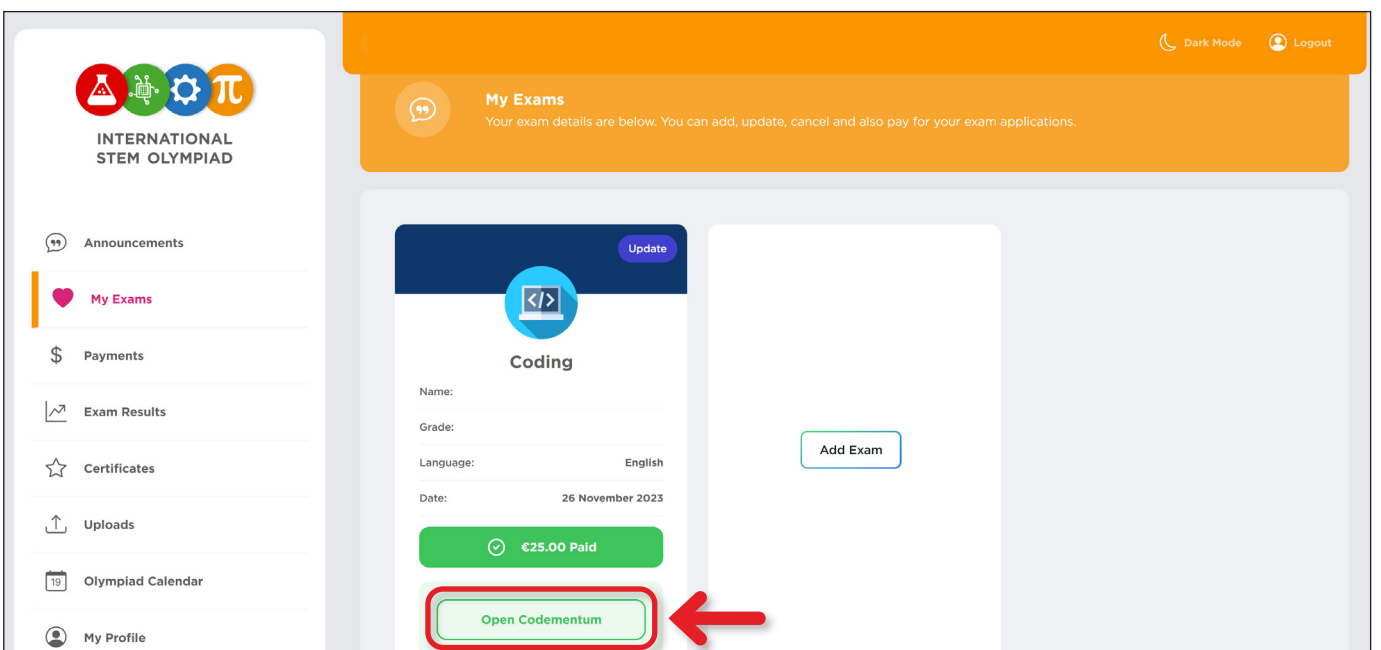 Dark Mode
Logout
π
INTERNATIONAL
STEM OLYMPIAD
My Exams
Your exam details are below. You can add, update, cancel and also pay for your exam applications.
Announcements
My Exams
$ Payments
Exam Results
Certificates
Uploads
19 Olympiad Calendar
My Profile
Update
</>
Coding
Name:
Grade:
Language: English
Date: 26 November 2023
€25.00 Paid
Open Codementum
Add Exam